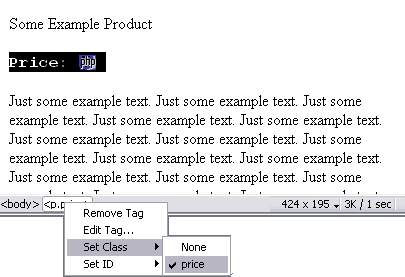 Some Example Product
Price: php
Just some example text. Just some example text. Just some
example text. Just some example text. Just some example text.
Just some example text. Just some example text. Just some
example text. Just some example text. Just some example text.
Just some example text. Just some example text. Just some
<body> <p.price>
424 x 195 3K / 1 sec
Remove Tag
Edit Tag...
Set Class
None
Set ID
price